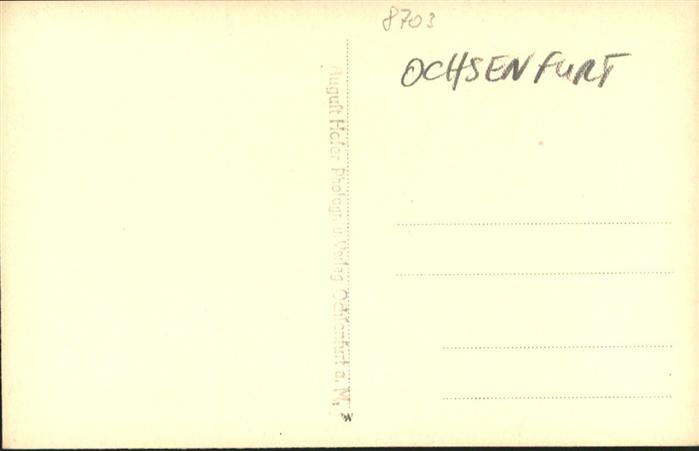 8703
OCHSENFURT
August Hofer Photogr. u. Verlag Ochsenfurt a. M.